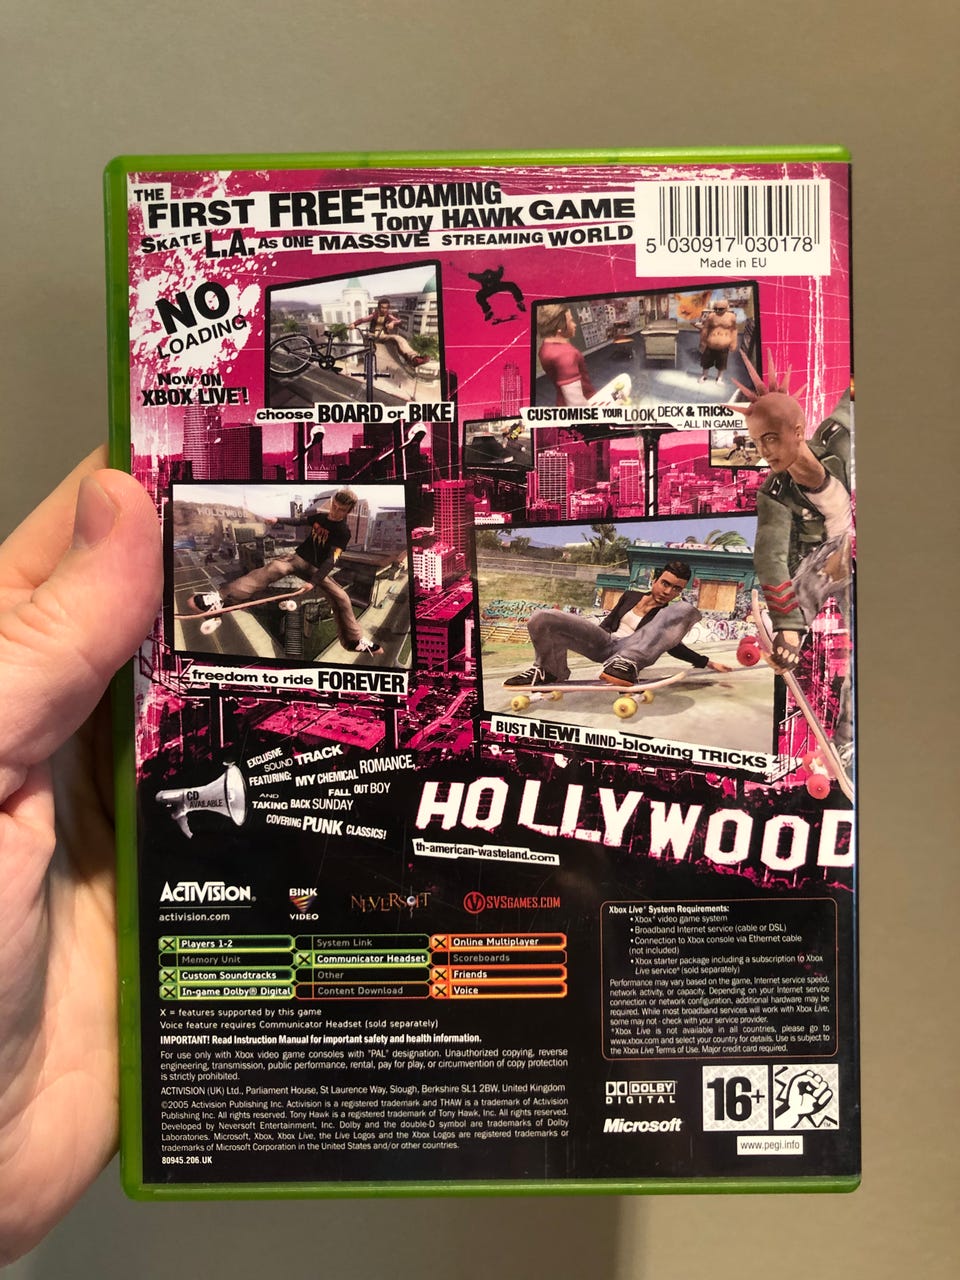 THE
FIRST FREE-ROAMING
Tony HAWK GAME
SKATE L.A. AS ONE MASSIVE STREAMING WORLD
5 030917 030178
Made in EU
NO
LOADING
NOW ON
XBOX LIVE!
choose BOARD or BIKE
CUSTOMISE YOUR LOOK, DECK & TRICKS
- ALL IN GAME!
HOLLYWOOD
freedom to ride FOREVER
BUST NEW! MIND-blowing TRICKS
EXCLUSIVE
SOUND TRACK
FEATURING: MY CHEMICAL ROMANCE,
FALL OUT BOY
AND
TAKING BACK SUNDAY
COVERING PUNK CLASSICS!
CD
AVAILABLE
HOLLYWOOD
th-american-wasteland.com
ACTIVISION®
activision.com
BINK
VIDEO
NEVERSOFT
SVSGAMES.COM
Players 1-2
System Link
Online Multiplayer
Memory Unit
Communicator Headset
Scoreboards
Custom Soundtracks
Other
Friends
In-game Dolby® Digital
Content Download
Voice
X = features supported by this game
Voice feature requires Communicator Headset (sold separately)
IMPORTANT! Read Instruction Manual for important safety and health information.
For use only with Xbox video game consoles with "PAL" designation. Unauthorized copying, reverse
engineering, transmission, public performance, rental, pay for play, or circumvention of copy protection
is strictly prohibited.
ACTIVISION (UK) Ltd., Parliament House, St Laurence Way, Slough, Berkshire SL1 2BW, United Kingdom
©2005 Activision Publishing Inc. Activision is a registered trademark and THAW is a trademark of Activision
Publishing Inc. All rights reserved. Tony Hawk is a registered trademark of Tony Hawk, Inc. All rights reserved.
Developed by Neversoft Entertainment, Inc. Dolby and the double-D symbol are trademarks of Dolby
Laboratories. Microsoft, Xbox, Xbox Live, the Live Logos and the Xbox Logos are registered trademarks or
trademarks of Microsoft Corporation in the United States and/or other countries.
80945.206.UK
Xbox Live® System Requirements:
• Xbox® video game system
• Broadband Internet service (cable or DSL)
• Connection to Xbox console via Ethernet cable
(not included)
• Xbox starter package including a subscription to Xbox
Live service* (sold separately)
Performance may vary based on the game, Internet service speed,
network activity, or capacity. Depending on your Internet service
connection or network configuration, additional hardware may be
required. While most broadband services will work with Xbox Live,
some may not - check with your service provider.
*Xbox Live is not available in all countries, please go to
www.xbox.com and select your country for details. Use is subject to
the Xbox Live Terms of Use. Major credit card required.
DOLBY
DIGITAL
Microsoft
16+
TM
www.pegi.info